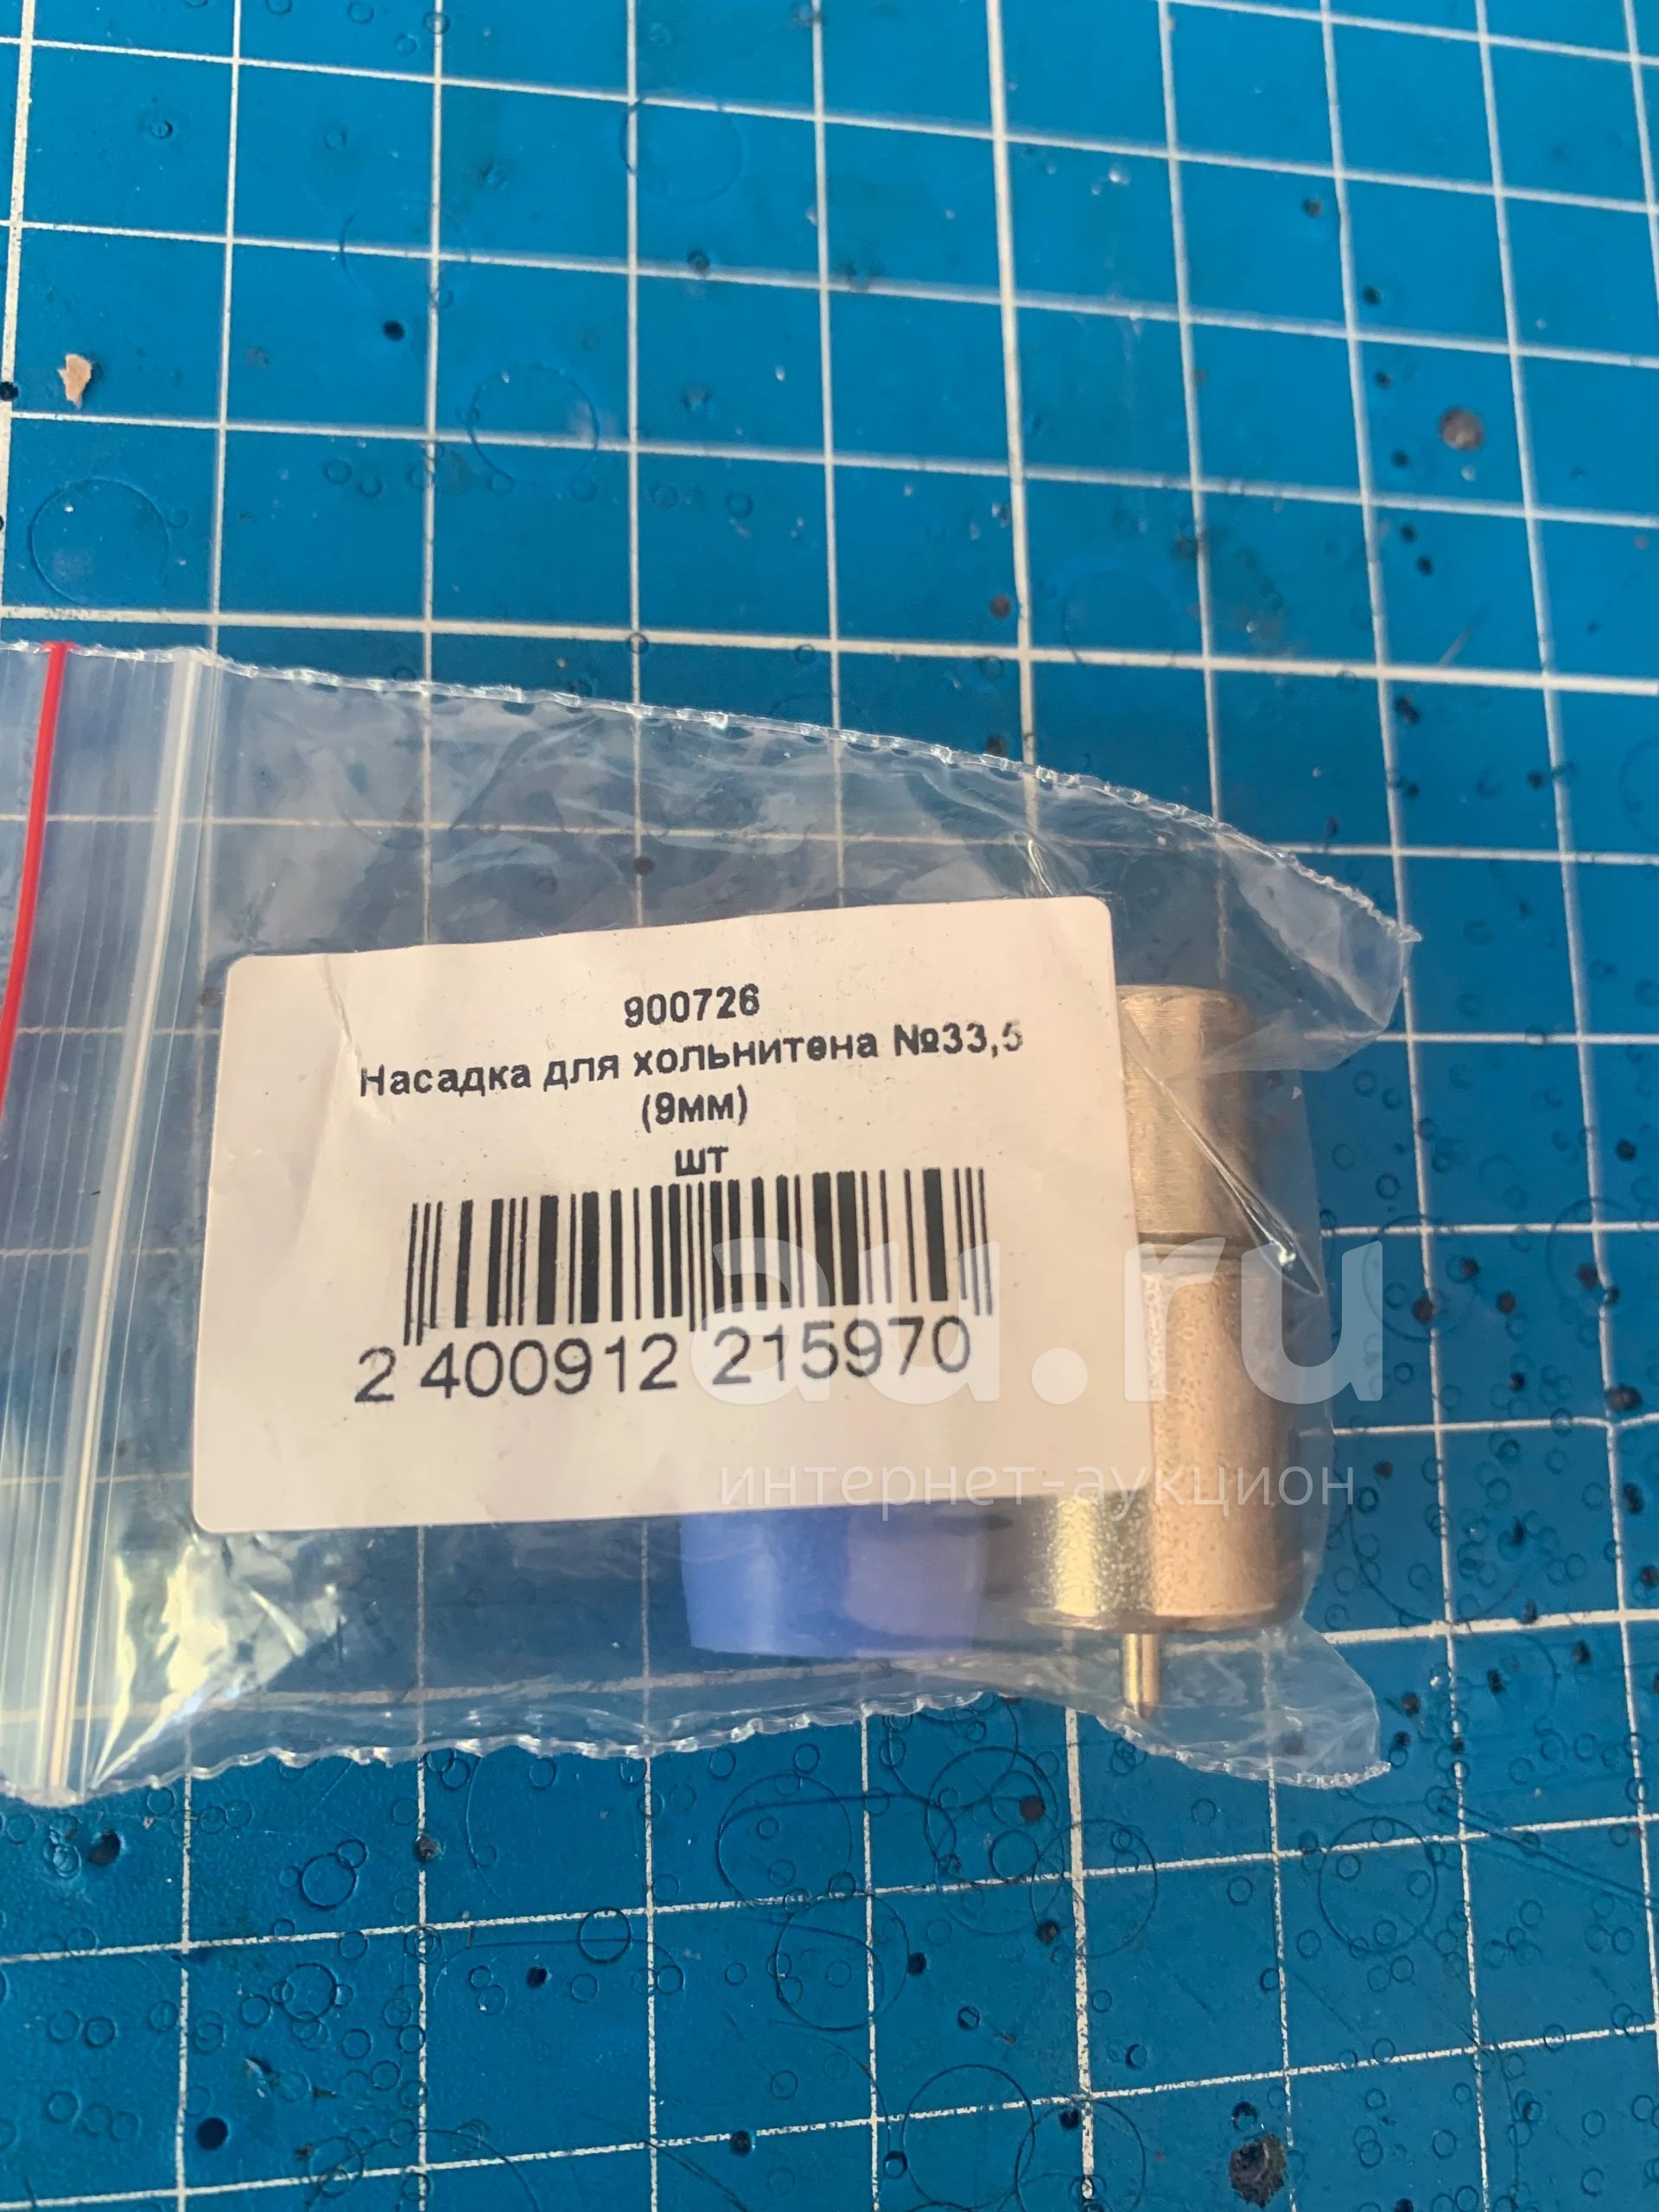 900726
Насадка для хольнитена №33,5
(9мм)
шт
2 400912 215970
au.ru
интернет-аукцион